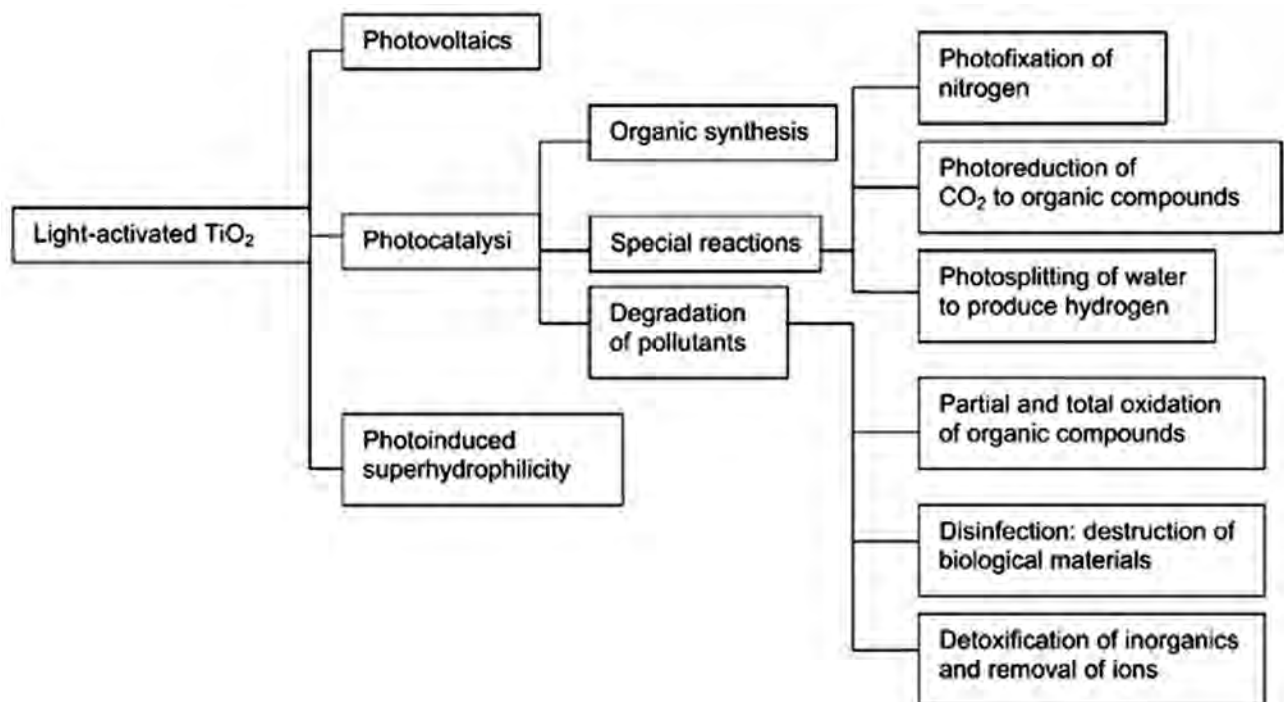 Photovoltaics
Photofixation of
nitrogen
Organic synthesis
Photoreduction of
CO₂ to organic compounds
Light-activated TiO₂
Photocatalysi
Special reactions
Photosplitting of water
to produce hydrogen
Degradation
of pollutants
Partial and total oxidation
of organic compounds
Photoinduced
superhydrophilicity
Disinfection: destruction of
biological materials
Detoxification of inorganics
and removal of ions